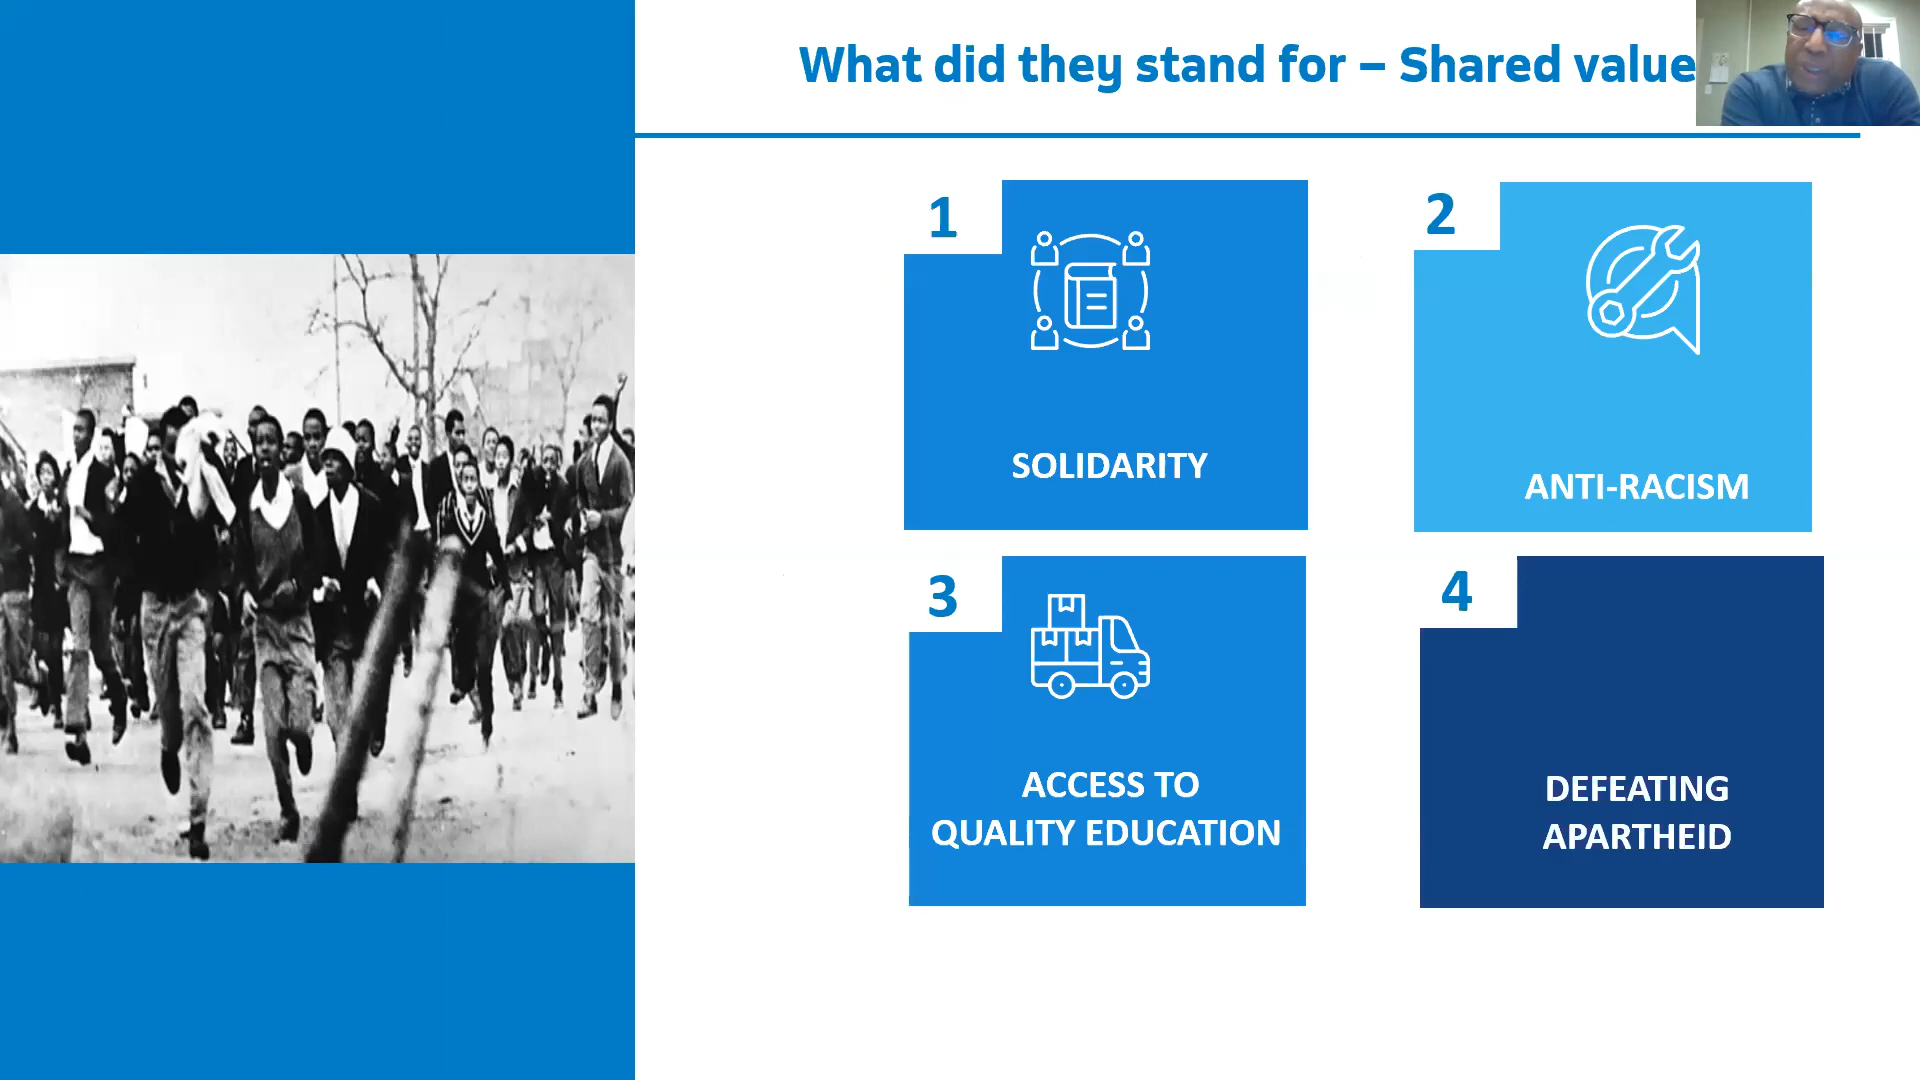 What did they stand for – Shared value
1
SOLIDARITY
2
ANTI-RACISM
3
ACCESS TO
QUALITY EDUCATION
4
DEFEATING
APARTHEID